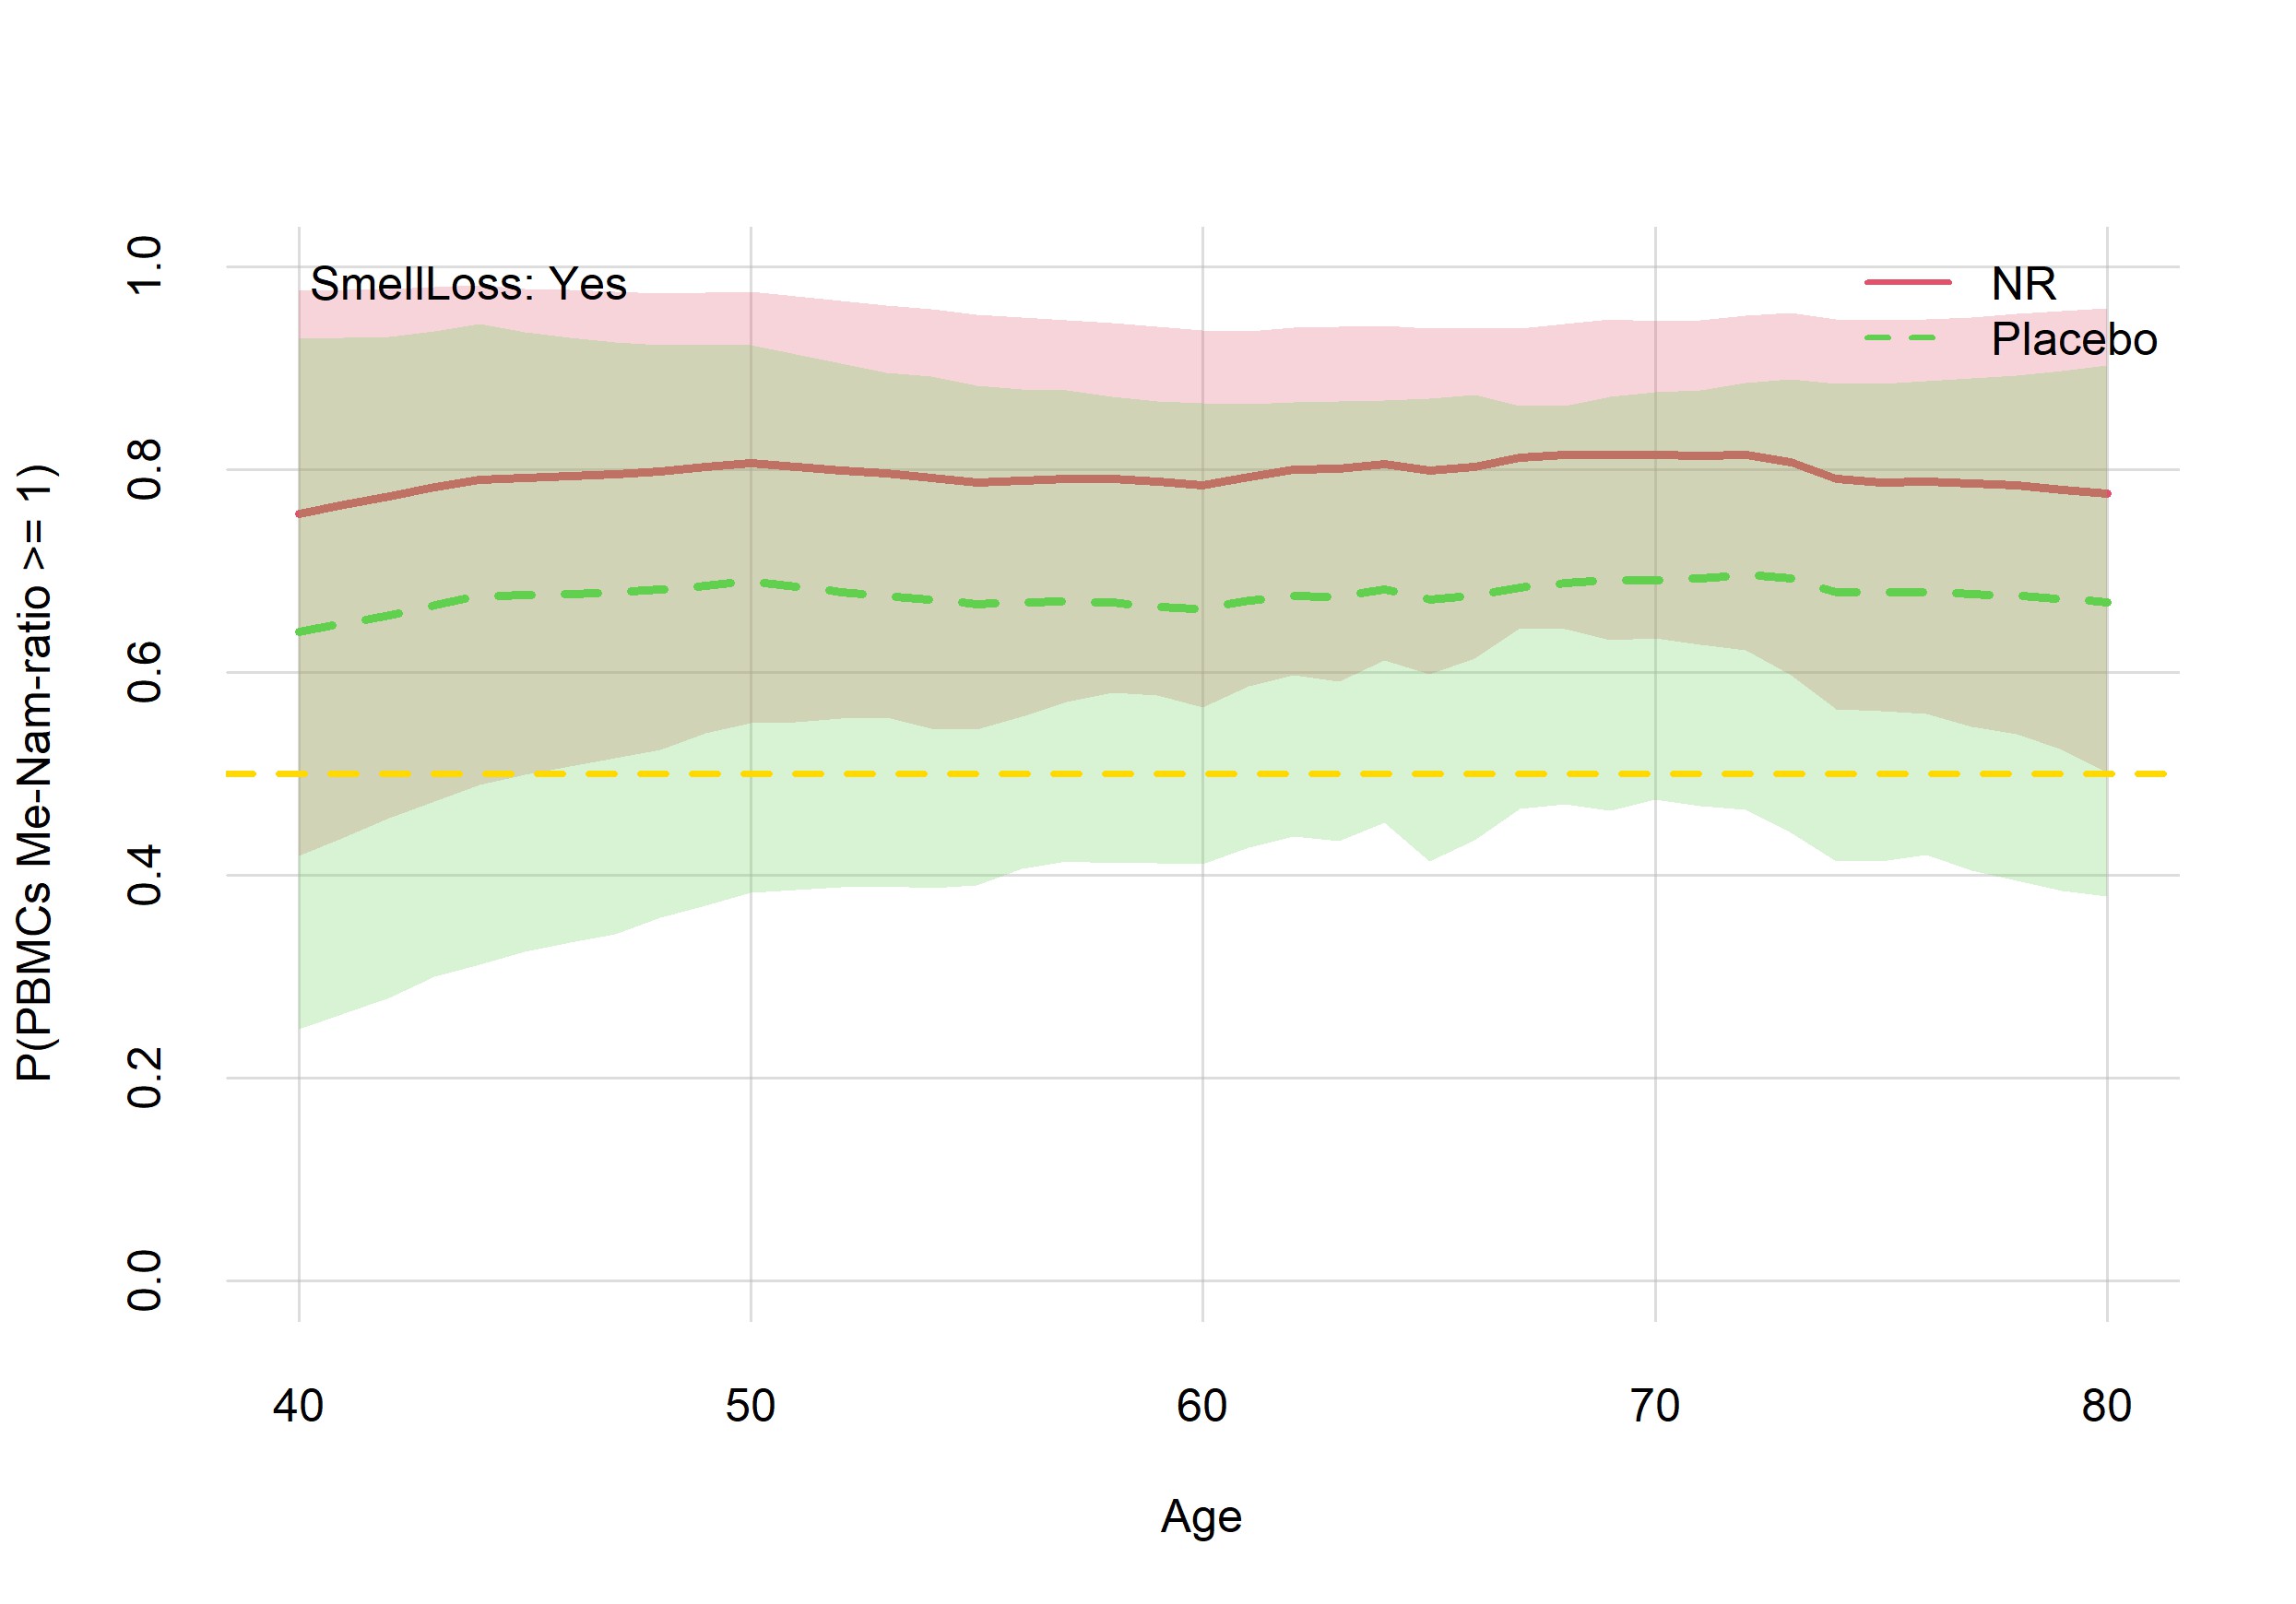 SmellLoss: Yes
NR
Placebo
P(PBMCs Me-Nam-ratio >= 1)
1.0
0.8
0.6
0.4
0.2
0.0
40 50 60 70 80
Age